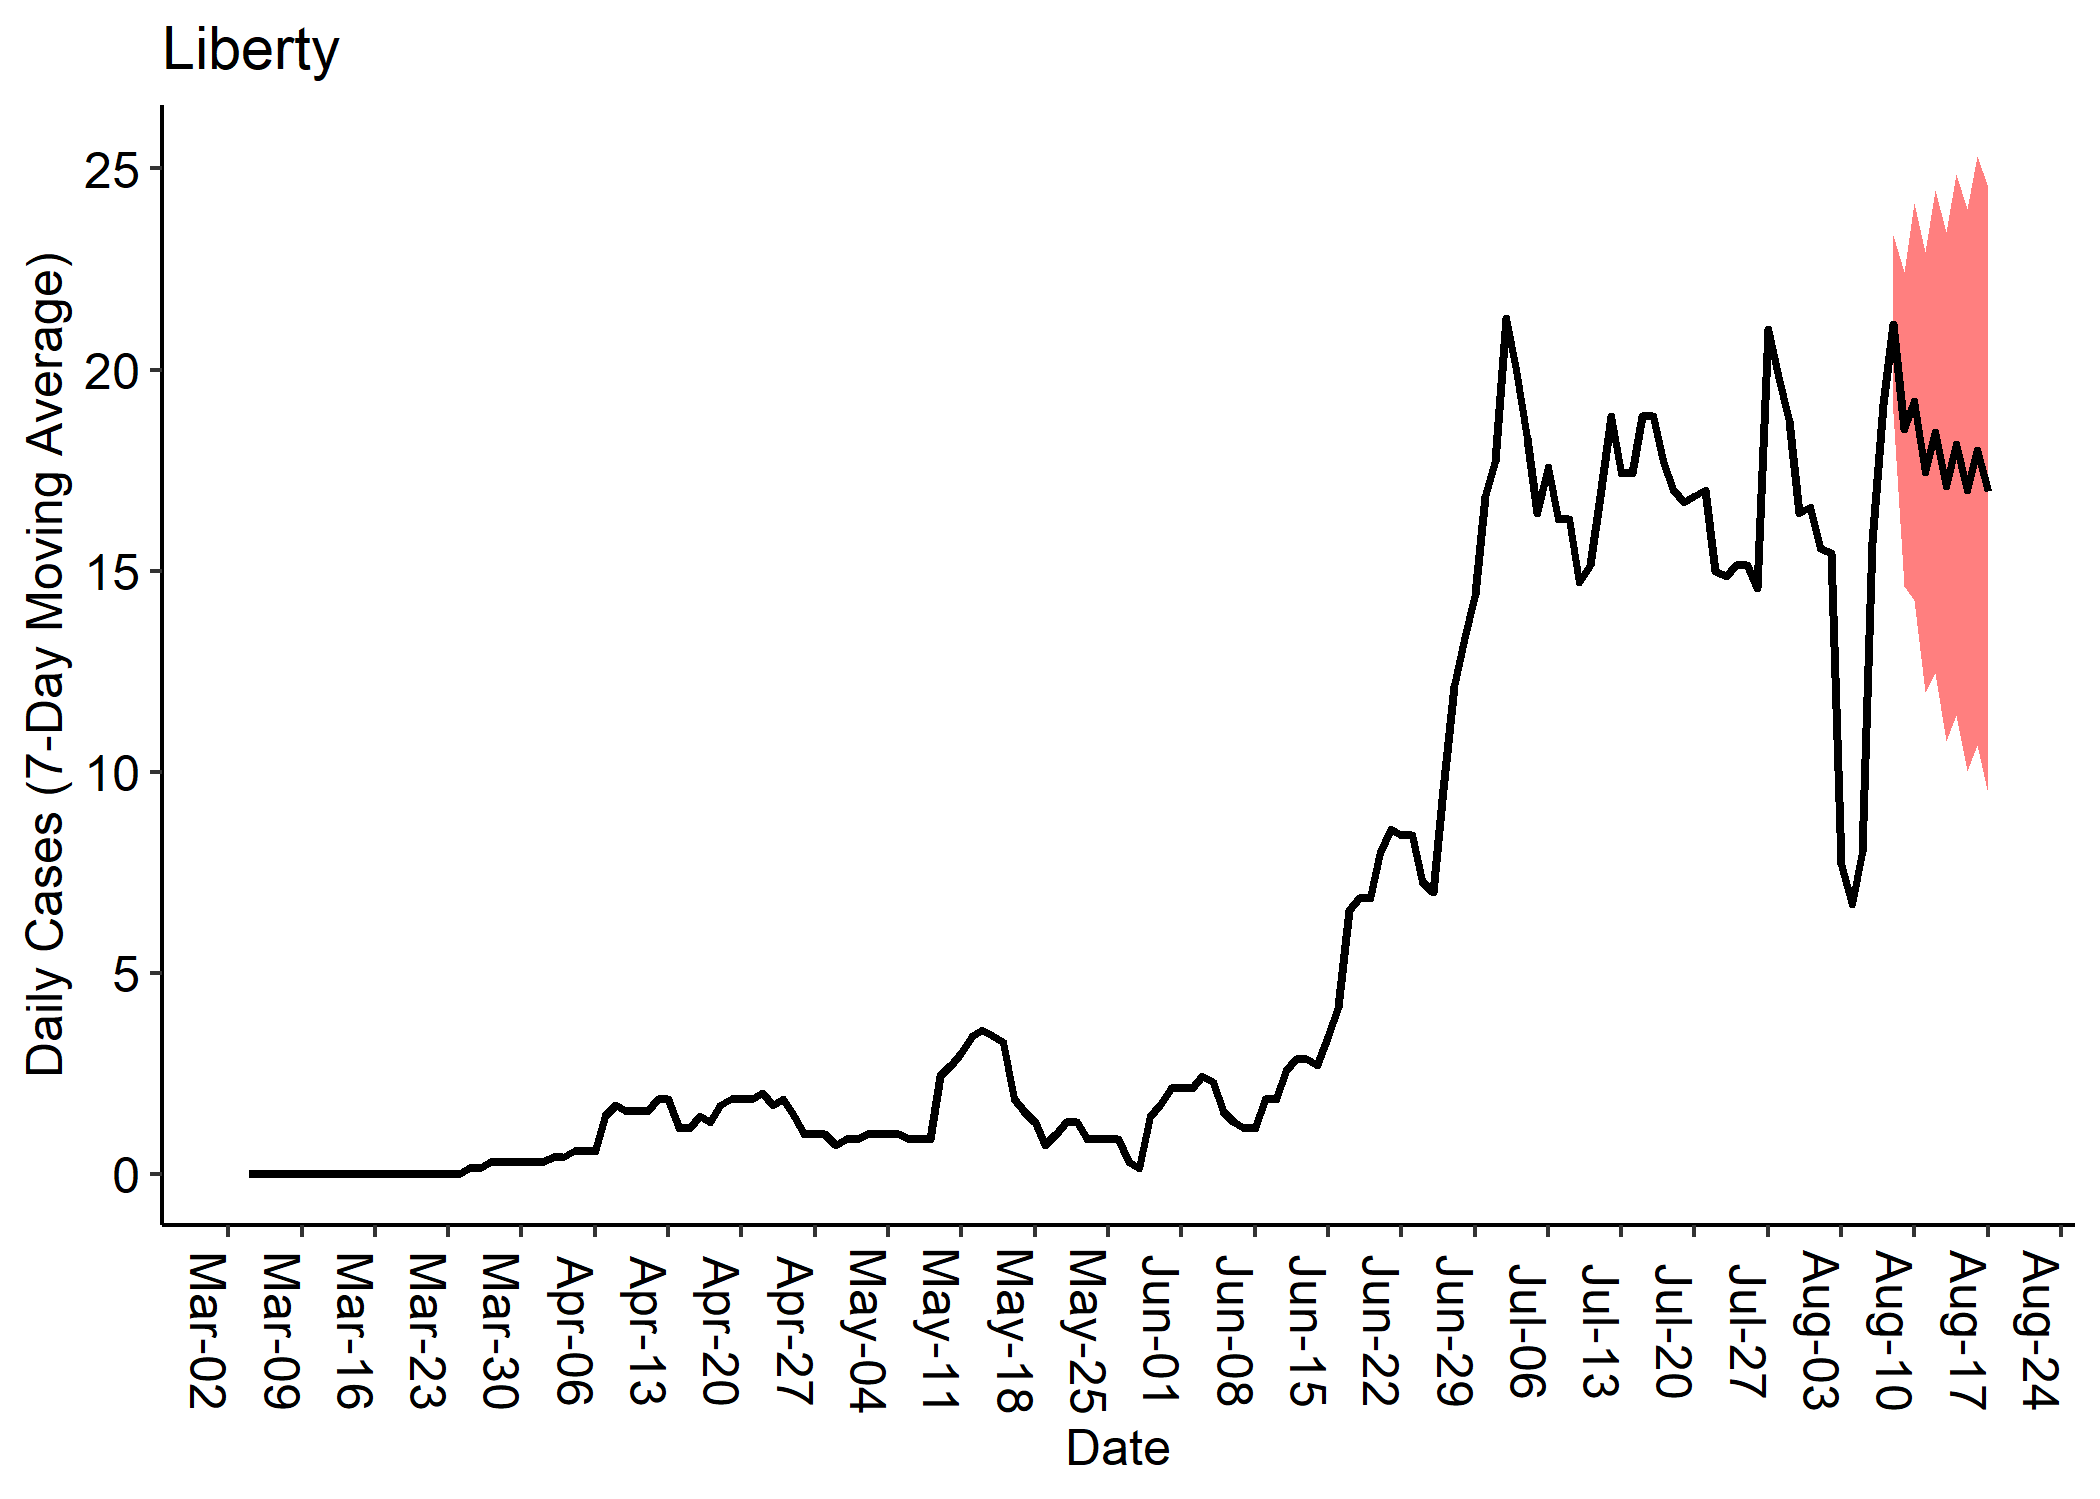 Liberty
Daily Cases (7-Day Moving Average)
25
20
15
10
5
0
Mar-02
Mar-09
Mar-16
Mar-23
Mar-30
Apr-06
Apr-13
Apr-20
Apr-27
May-04
May-11
May-18
May-25
Jun-01
Jun-08
Jun-15
Jun-22
Jun-29
Jul-06
Jul-13
Jul-20
Jul-27
Aug-03
Aug-10
Aug-17
Aug-24
Date